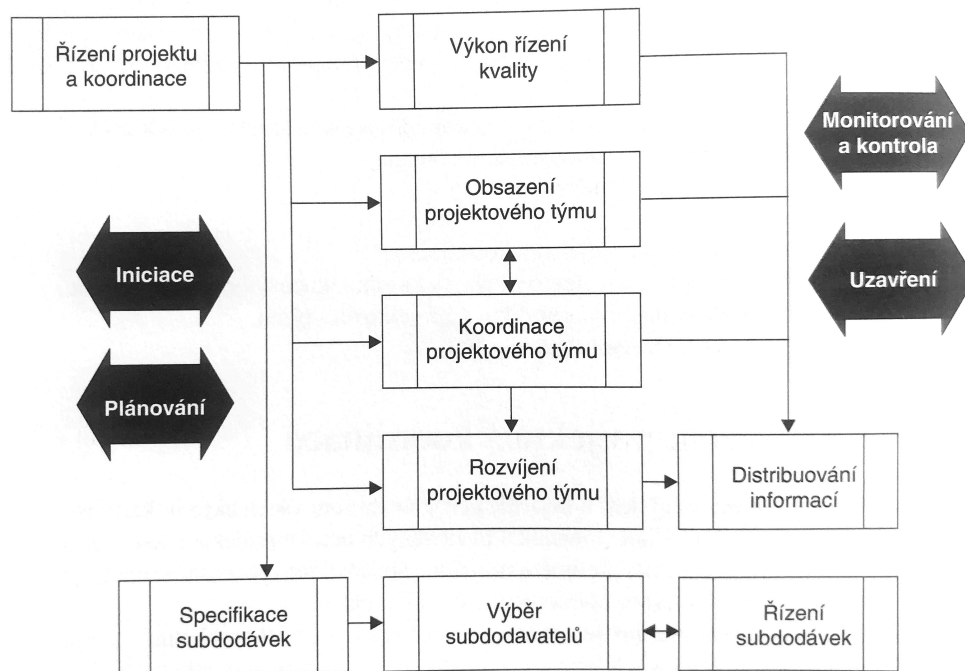 Řízení projektu
a koordinace
Výkon řízení
kvality
Monitorování
a kontrola
Obsazení
projektového týmu
Iniciace
Uzavření
Koordinace
projektového týmu
Plánování
Rozvíjení
projektového týmu
Distribuování
informací
Specifikace
subdodávek
Výběr
subdodavatelů
Řízení
subdodávek